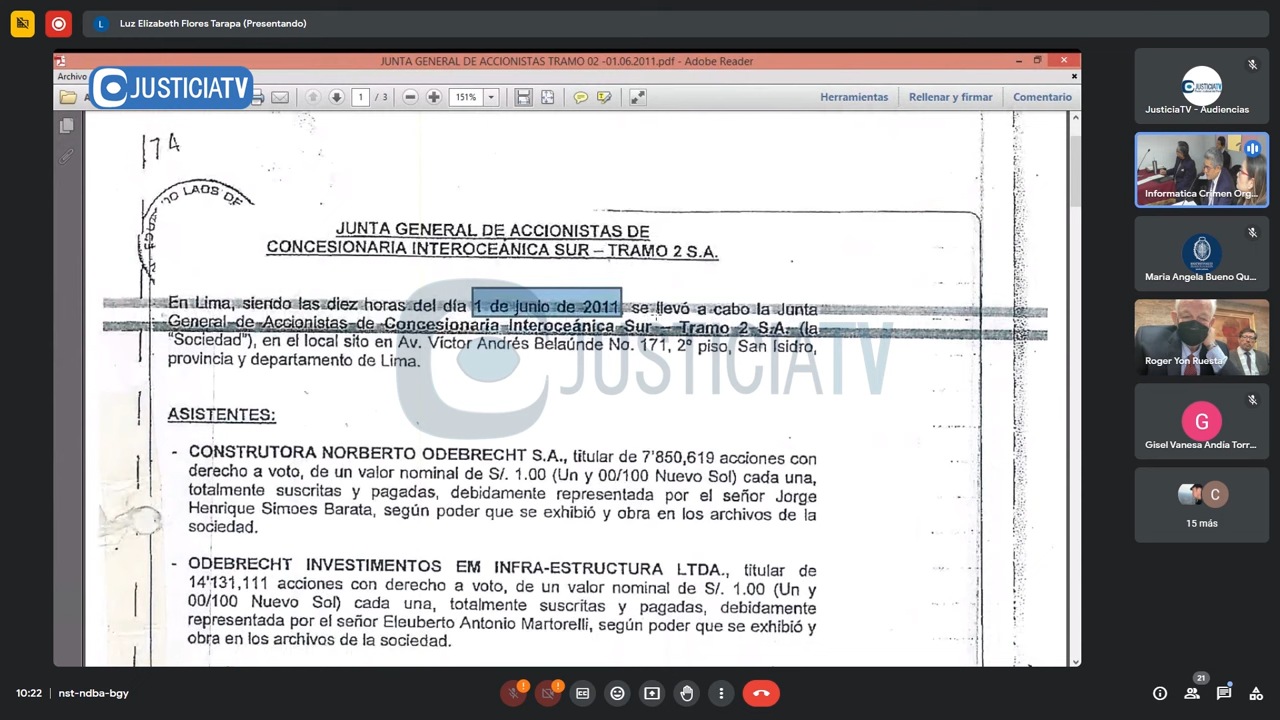 Luz Elizabeth Flores Tarapa (Presentando)
JUNTA GENERAL DE ACCIONISTAS TRAMO 02 -01.06.2011.pdf - Adobe Reader
Archivo
JUSTICIATV
1 / 3
151%
Herramientas
Rellenar y firmar
Comentario
174
JUNTA GENERAL DE ACCIONISTAS DE
CONCESIONARIA INTEROCEÁNICA SUR – TRAMO 2 S.A.
En Lima, siendo las diez horas del día 1 de junio de 2011, se llevó a cabo la Junta
General de Accionistas de Concesionaria Interoceánica Sur – Tramo 2 S.A. (la
“Sociedad”), en el local sito en Av. Víctor Andrés Belaúnde No. 171, 2º piso, San Isidro,
provincia y departamento de Lima.
JUSTICIATV
ASISTENTES:
- CONSTRUTORA NORBERTO ODEBRECHT S.A., titular de 7'850,619 acciones con
derecho a voto, de un valor nominal de S/. 1.00 (Un y 00/100 Nuevo Sol) cada una,
totalmente suscritas y pagadas, debidamente representada por el señor Jorge
Henrique Simoes Barata, según poder que se exhibió y obra en los archivos de la
sociedad.
- ODEBRECHT INVESTIMENTOS EM INFRA-ESTRUCTURA LTDA., titular de
14'131,111 acciones con derecho a voto, de un valor nominal de S/. 1.00 (Un y
00/100 Nuevo Sol) cada una, totalmente suscritas y pagadas, debidamente
representada por el señor Eleuberto Antonio Martorelli, según poder que se exhibió y
obra en los archivos de la sociedad.
JusticiaTV - Audiencias
Informatica Crimen Org...
Maria Angela Bueno Qu...
Roger Yon Ruesta
G
Gisel Vanesa Andía Torr...
C
15 más
10:22
nst-ndba-bgy
21